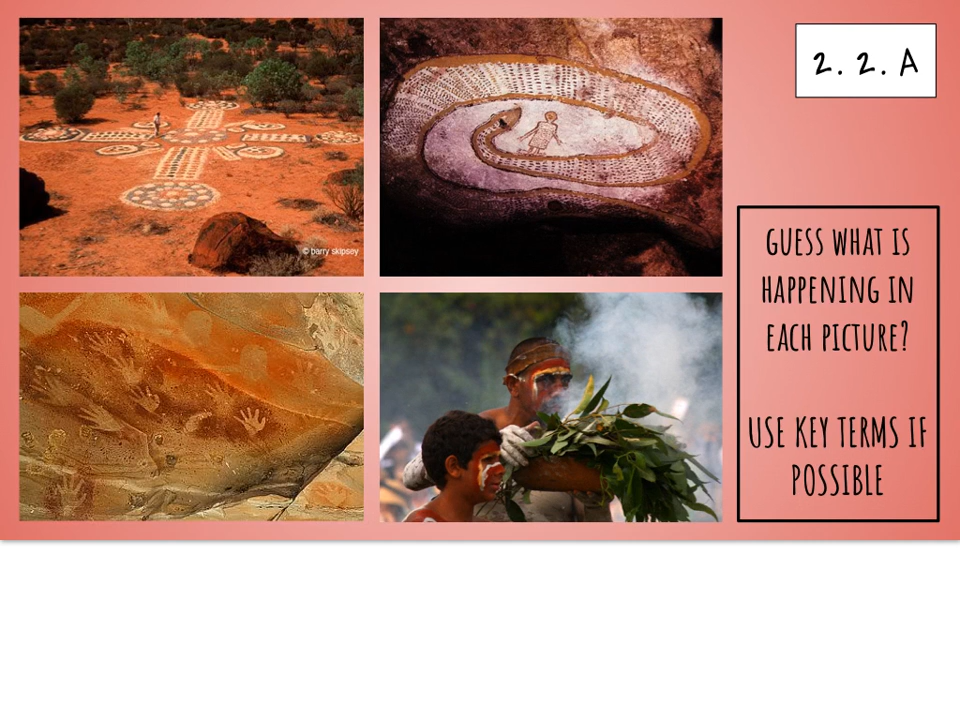 2. 2. A
GUESS WHAT IS
HAPPENING IN
EACH PICTURE?
USE KEY TERMS IF
POSSIBLE
© barry skipsey